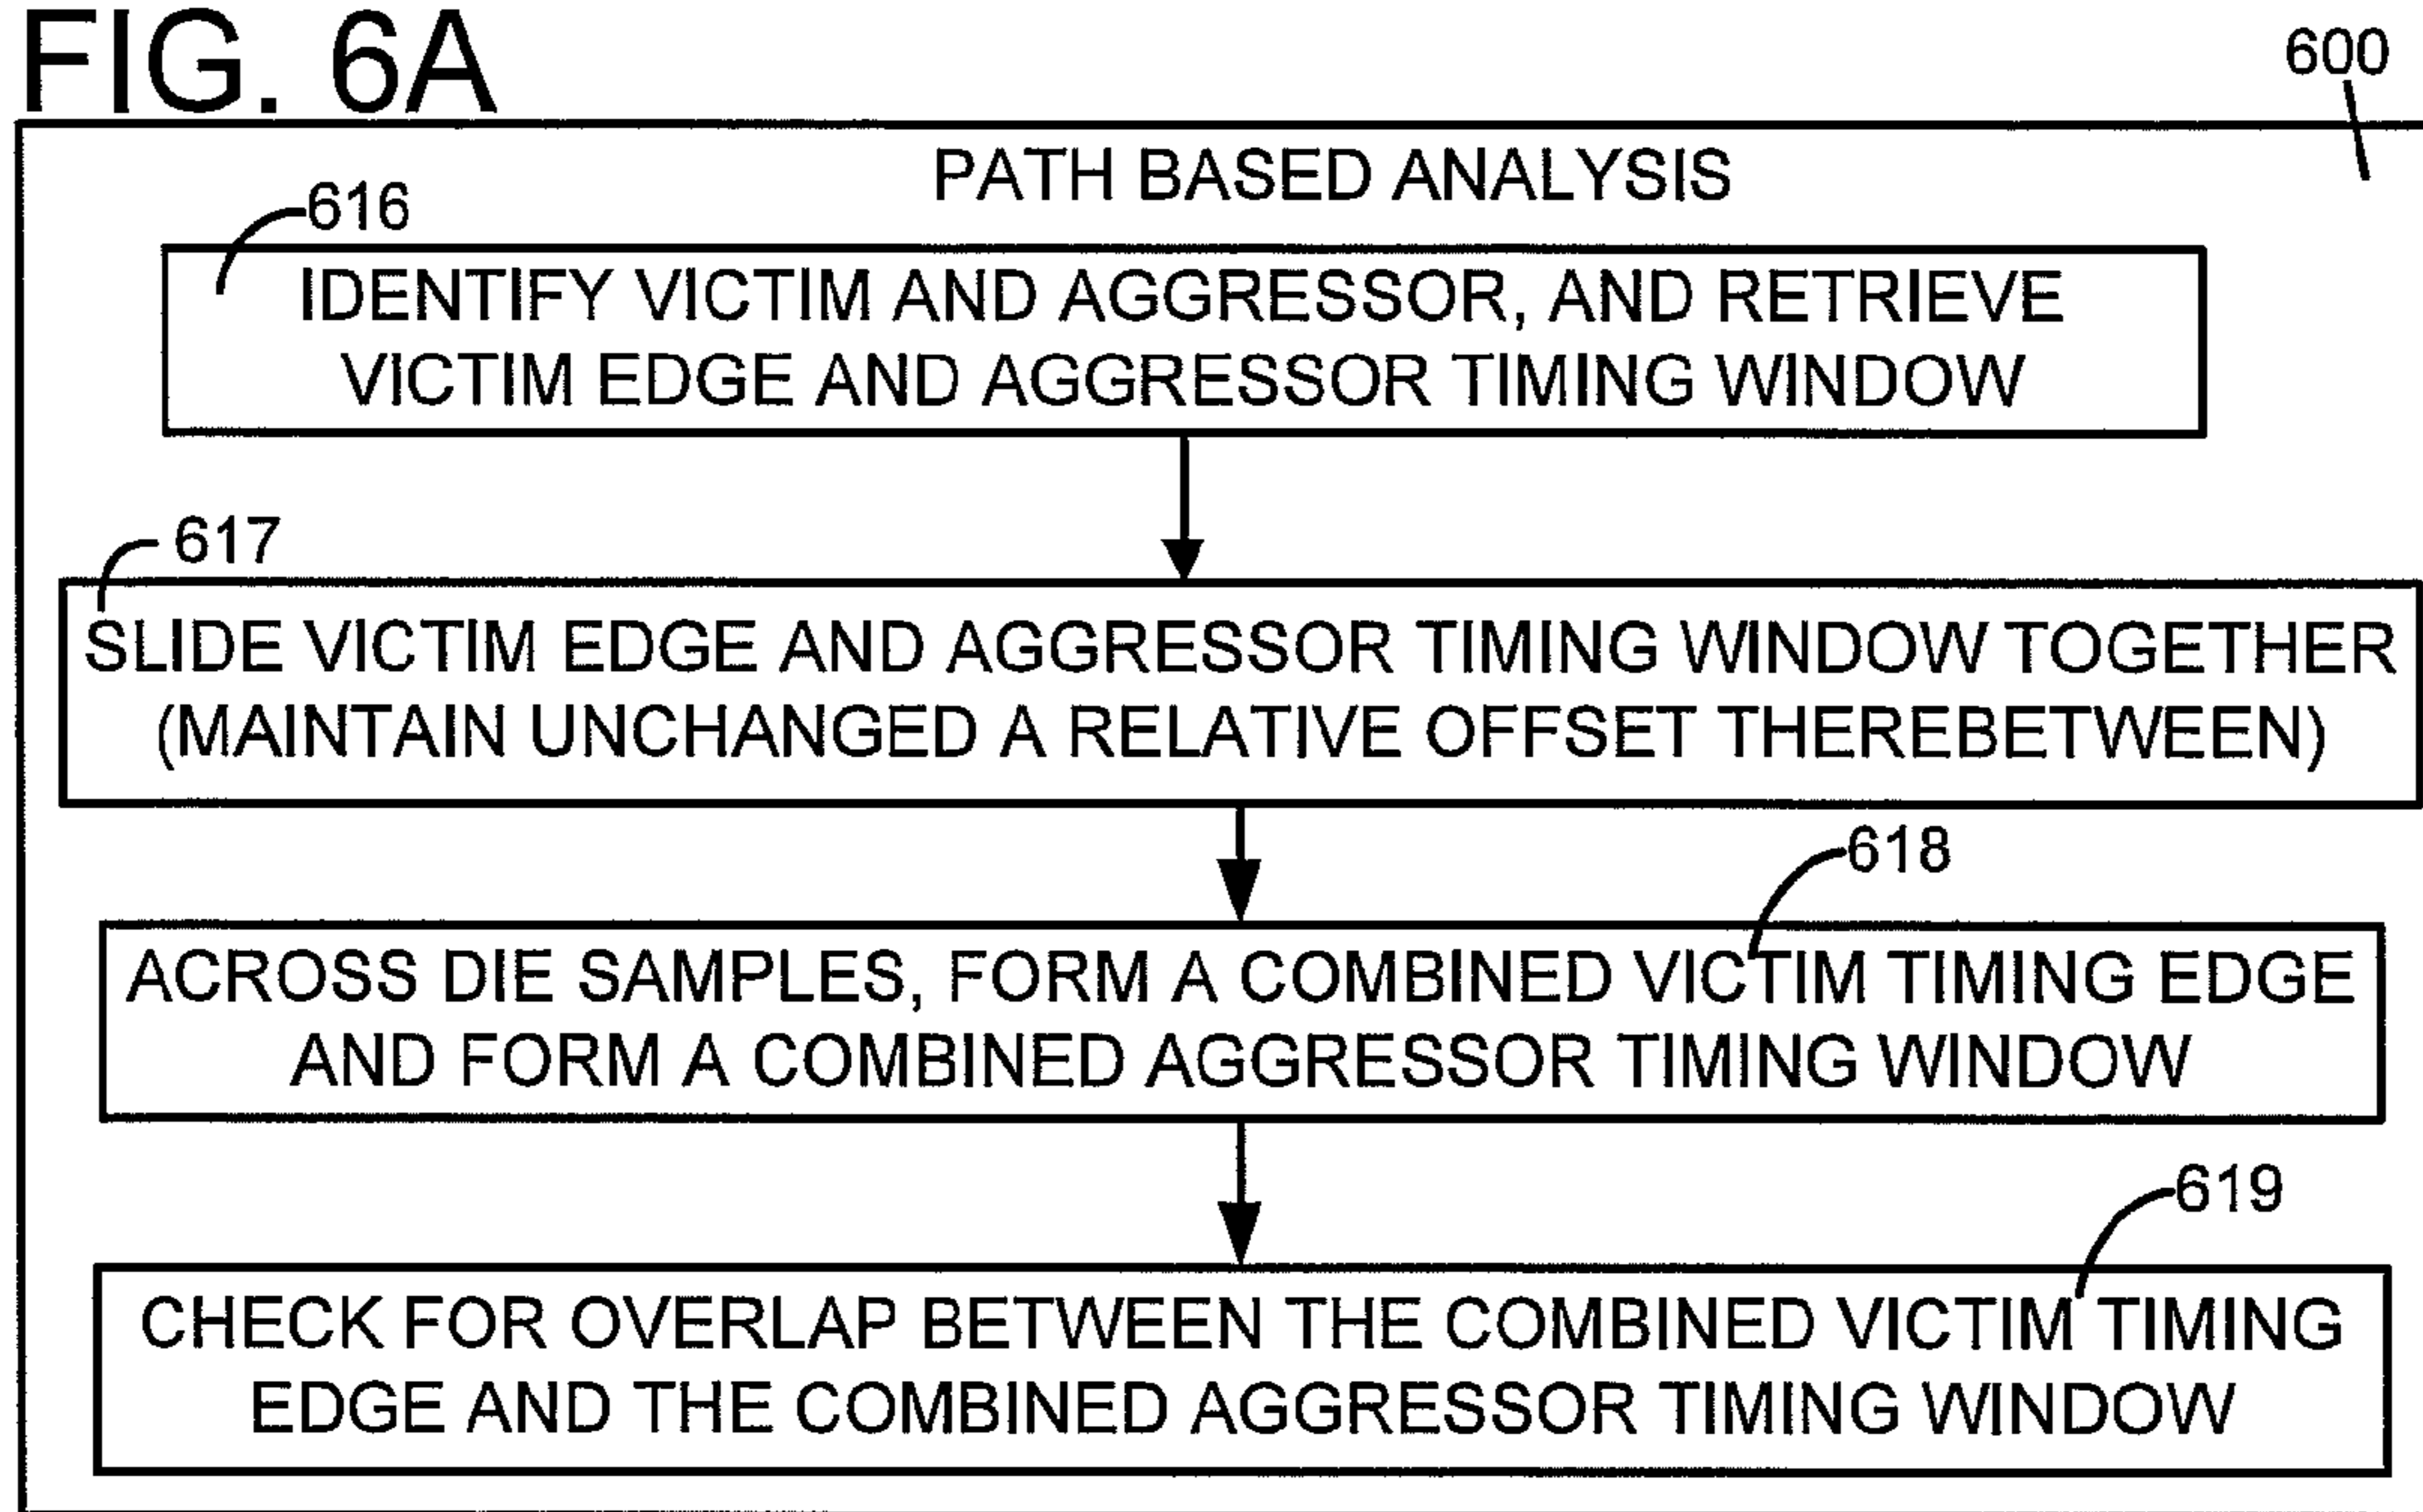 FIG. 6A
600
PATH BASED ANALYSIS
616
IDENTIFY VICTIM AND AGGRESSOR, AND RETRIEVE
VICTIM EDGE AND AGGRESSOR TIMING WINDOW
617
SLIDE VICTIM EDGE AND AGGRESSOR TIMING WINDOW TOGETHER
(MAINTAIN UNCHANGED A RELATIVE OFFSET THEREBETWEEN)
618
ACROSS DIE SAMPLES, FORM A COMBINED VICTIM TIMING EDGE
AND FORM A COMBINED AGGRESSOR TIMING WINDOW
619
CHECK FOR OVERLAP BETWEEN THE COMBINED VICTIM TIMING
EDGE AND THE COMBINED AGGRESSOR TIMING WINDOW